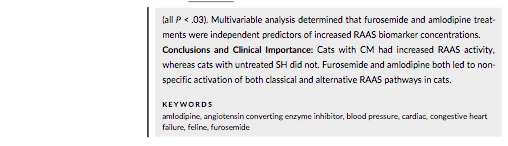 (all P < .03). Multivariable analysis determined that furosemide and amlodipine treat-
ments were independent predictors of increased RAAS biomarker concentrations.
Conclusions and Clinical Importance: Cats with CM had increased RAAS activity,
whereas cats with untreated SH did not. Furosemide and amlodipine both led to non-
specific activation of both classical and alternative RAAS pathways in cats.
KEYWORDS
amlodipine, angiotensin converting enzyme inhibitor, blood pressure, cardiac, congestive heart
failure, feline, furosemide